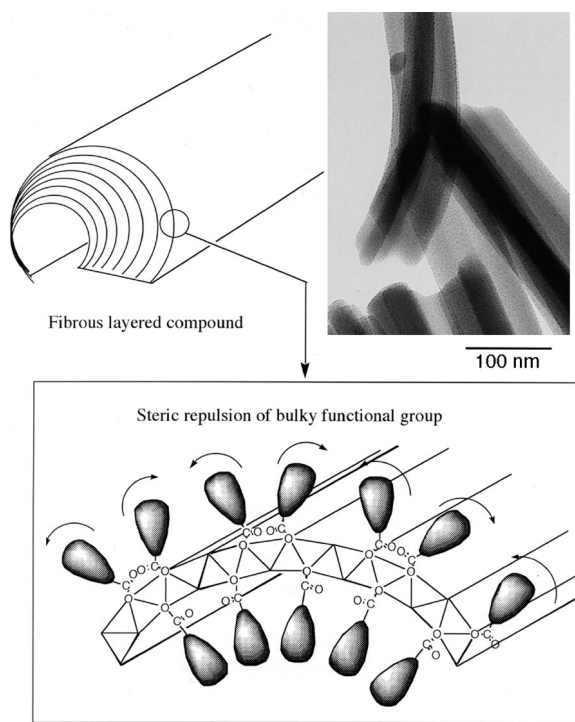 Fibrous layered compound
100 nm
Steric repulsion of bulky functional group